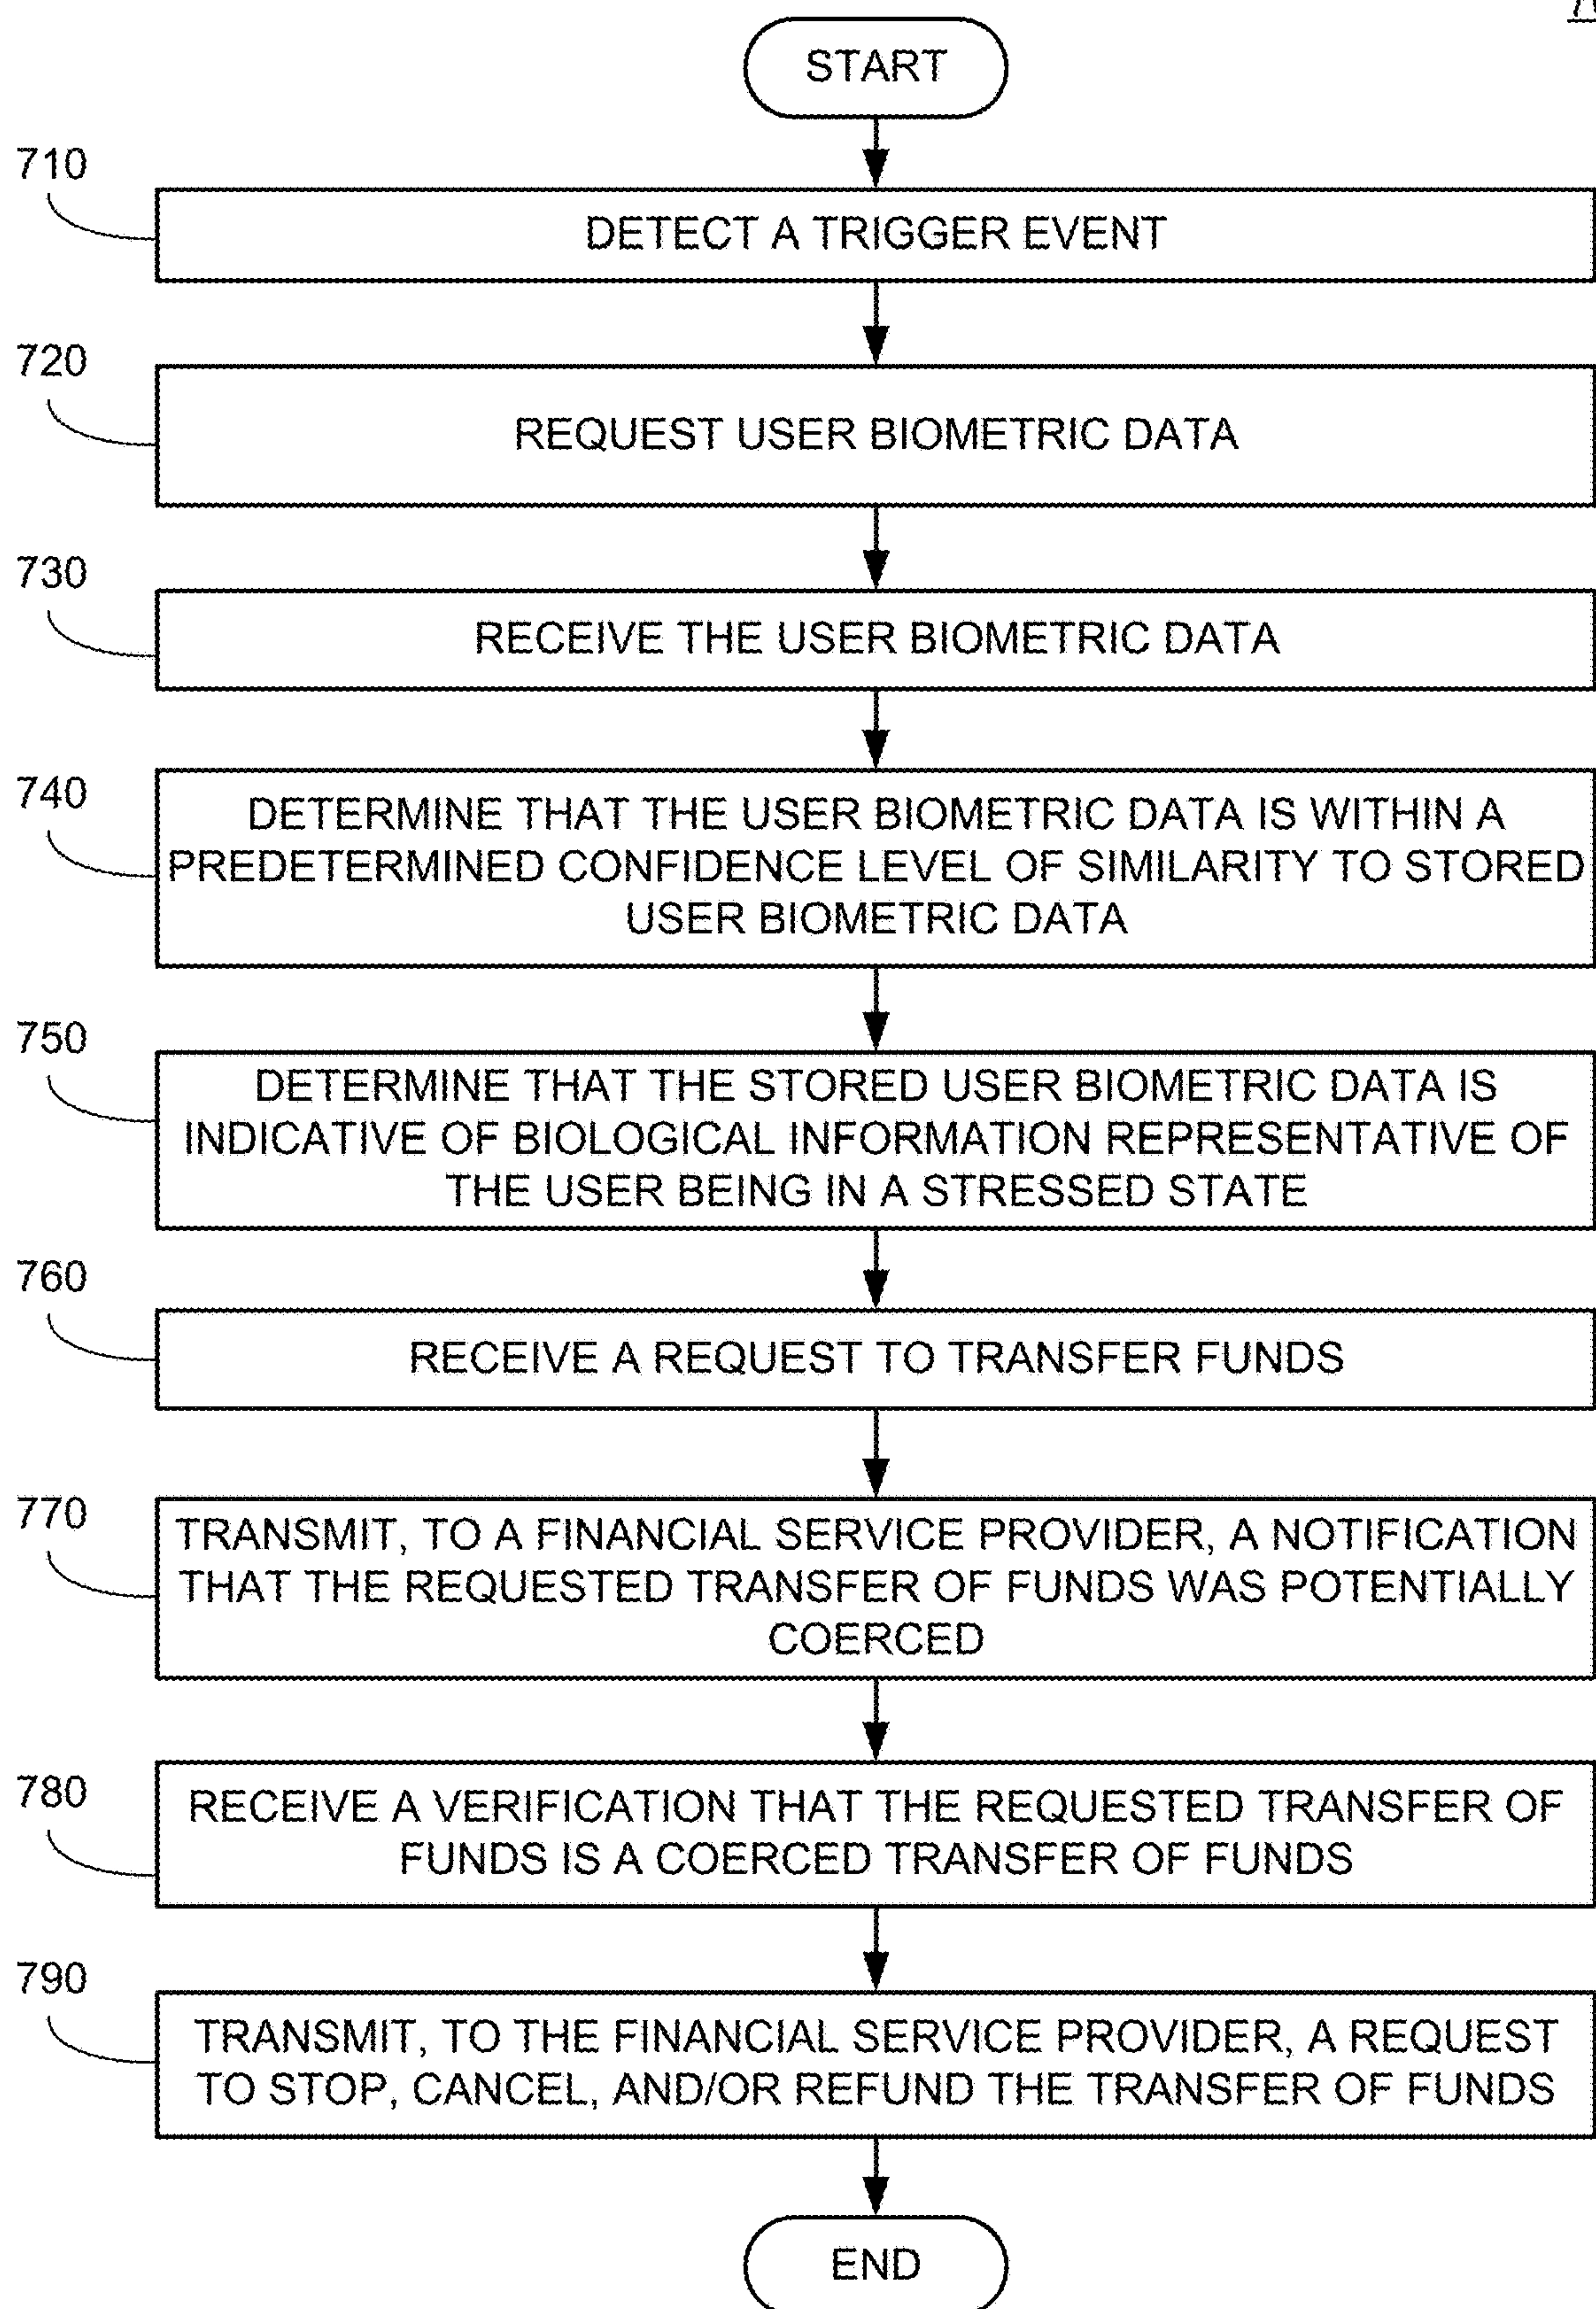 START
710
DETECT A TRIGGER EVENT
720
REQUEST USER BIOMETRIC DATA
730
RECEIVE THE USER BIOMETRIC DATA
740
DETERMINE THAT THE USER BIOMETRIC DATA IS WITHIN A
PREDETERMINED CONFIDENCE LEVEL OF SIMILARITY TO STORED
USER BIOMETRIC DATA
750
DETERMINE THAT THE STORED USER BIOMETRIC DATA IS
INDICATIVE OF BIOLOGICAL INFORMATION REPRESENTATIVE OF
THE USER BEING IN A STRESSED STATE
760
RECEIVE A REQUEST TO TRANSFER FUNDS
770
TRANSMIT, TO A FINANCIAL SERVICE PROVIDER, A NOTIFICATION
THAT THE REQUESTED TRANSFER OF FUNDS WAS POTENTIALLY
COERCED
780
RECEIVE A VERIFICATION THAT THE REQUESTED TRANSFER OF
FUNDS IS A COERCED TRANSFER OF FUNDS
790
TRANSMIT, TO THE FINANCIAL SERVICE PROVIDER, A REQUEST
TO STOP, CANCEL, AND/OR REFUND THE TRANSFER OF FUNDS
END